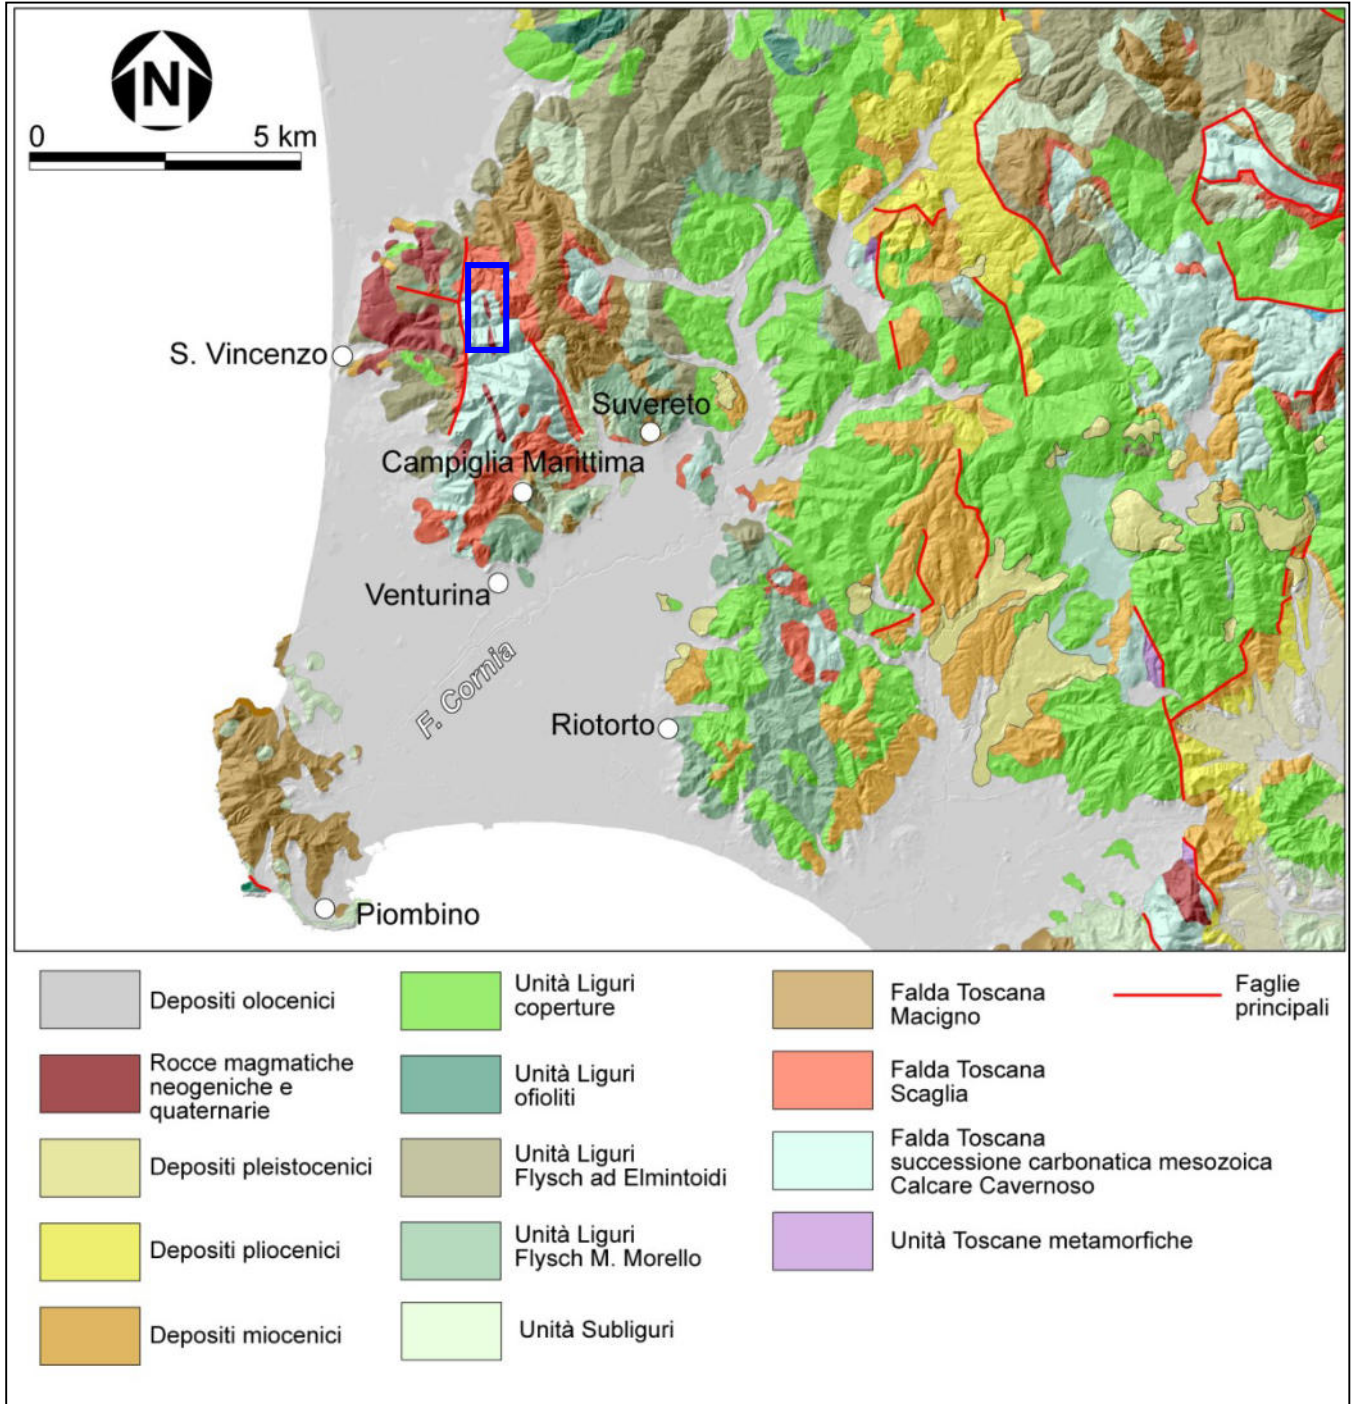 N
0 5 km
S. Vincenzo
Suvereto
Campiglia Marittima
Venturina
F. Cornia
Riotorto
Piombino
Depositi olocenici
Rocce magmatiche
neogeniche e
quaternarie
Depositi pleistocenici
Depositi pliocenici
Depositi miocenici
Unità Liguri
coperture
Unità Liguri
ofioliti
Unità Liguri
Flysch ad Elmintoidi
Unità Liguri
Flysch M. Morello
Unità Subliguri
Falda Toscana
Macigno
Falda Toscana
Scaglia
Falda Toscana
successione carbonatica mesozoica
Calcare Cavernoso
Unità Toscane metamorfiche
Faglie
principali